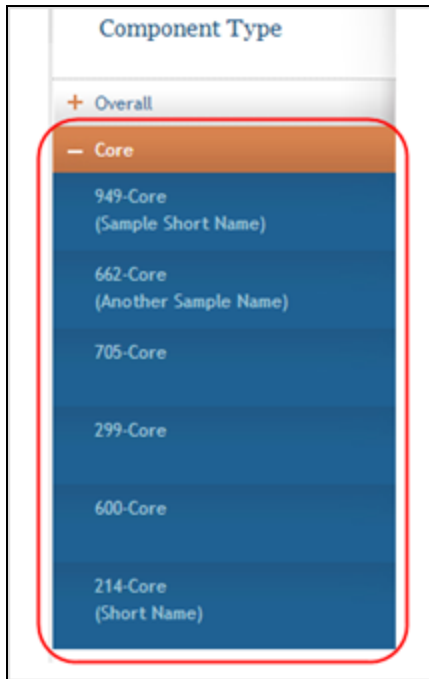 Component Type
+ Overall
– Core
949-Core
(Sample Short Name)
662-Core
(Another Sample Name)
705-Core
299-Core
600-Core
214-Core
(Short Name)